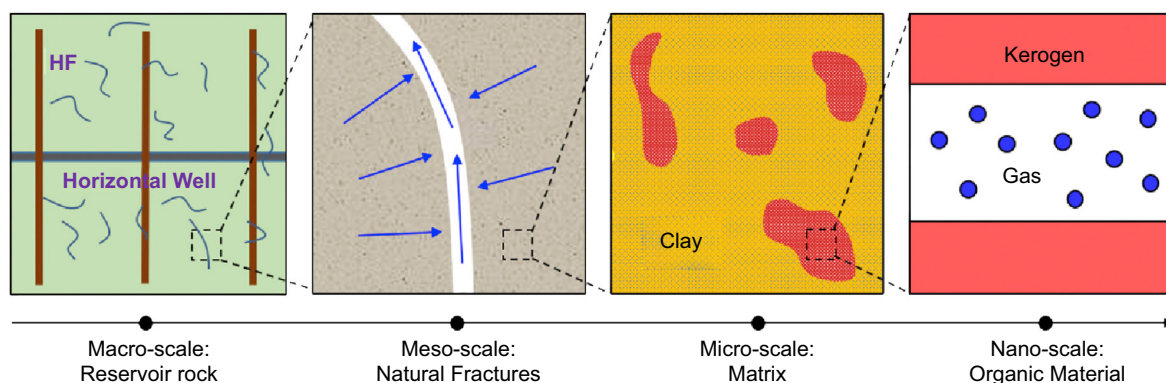 HF
Horizontal Well
Clay
Kerogen
Gas
Macro-scale:
Reservoir rock
Meso-scale:
Natural Fractures
Micro-scale:
Matrix
Nano-scale:
Organic Material